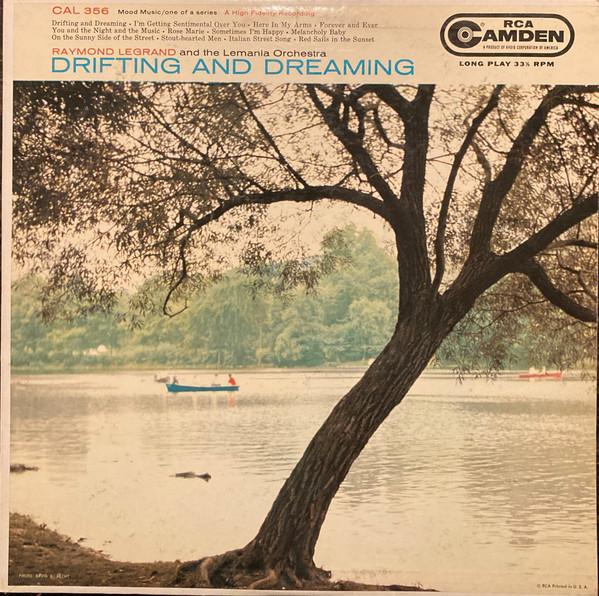 CAL 356 Mood Music/one of a series A High Fidelity Recording
Drifting and Dreaming • I'm Getting Sentimental Over You • Here In My Arms • Forever and Ever
You and the Night and the Music • Rose Marie • Sometimes I'm Happy • Melancholy Baby
On the Sunny Side of the Street • Stout-hearted Men • Italian Street Song • Red Sails in the Sunset
RAYMOND LEGRAND and the Lemania Orchestra
DRIFTING AND DREAMING
RCA
CAMDEN
A PRODUCT OF RADIO CORPORATION OF AMERICA
LONG PLAY 33⅓ RPM
© RCA Printed in U. S. A.